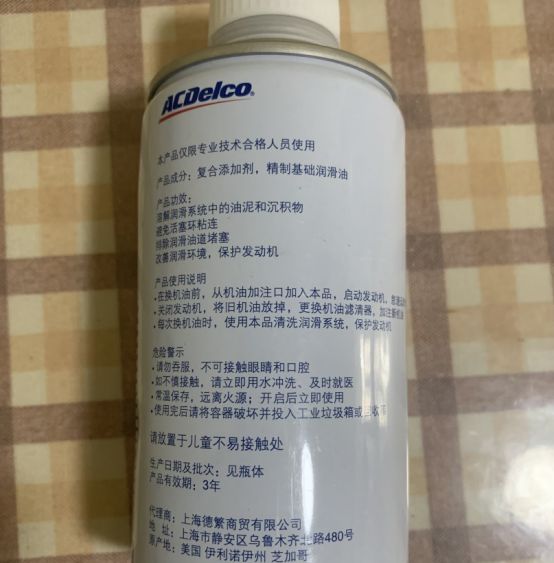 ACDelco
本产品仅限专业技术合格人员使用
产品成分：复合添加剂，精制基础润滑油
产品功效：
溶解润滑系统中的油泥和沉积物
避免活塞环粘连
排除润滑油道堵塞
改善润滑环境，保护发动机
产品使用说明
•在换机油前，从机油加注口加入本品，启动发动机，怠速
•关闭发动机，将旧机油放掉，更换机油滤清器，加注新机油
•每次换机油时，使用本品清洗润滑系统，保护发动机
危险警示
•请勿吞服，不可接触眼睛和口腔
•如不慎接触，请立即用水冲洗、及时就医
•常温保存，远离火源；开启后立即使用
•使用完后请将容器破坏并投入工业垃圾箱或
请放置于儿童不易接触处
生产日期及批次：见瓶体
产品有效期：3年
代理商：上海德繁商贸有限公司
地 址：上海市静安区乌鲁木齐北路480号
原产地：美国 伊利诺伊州 芝加哥